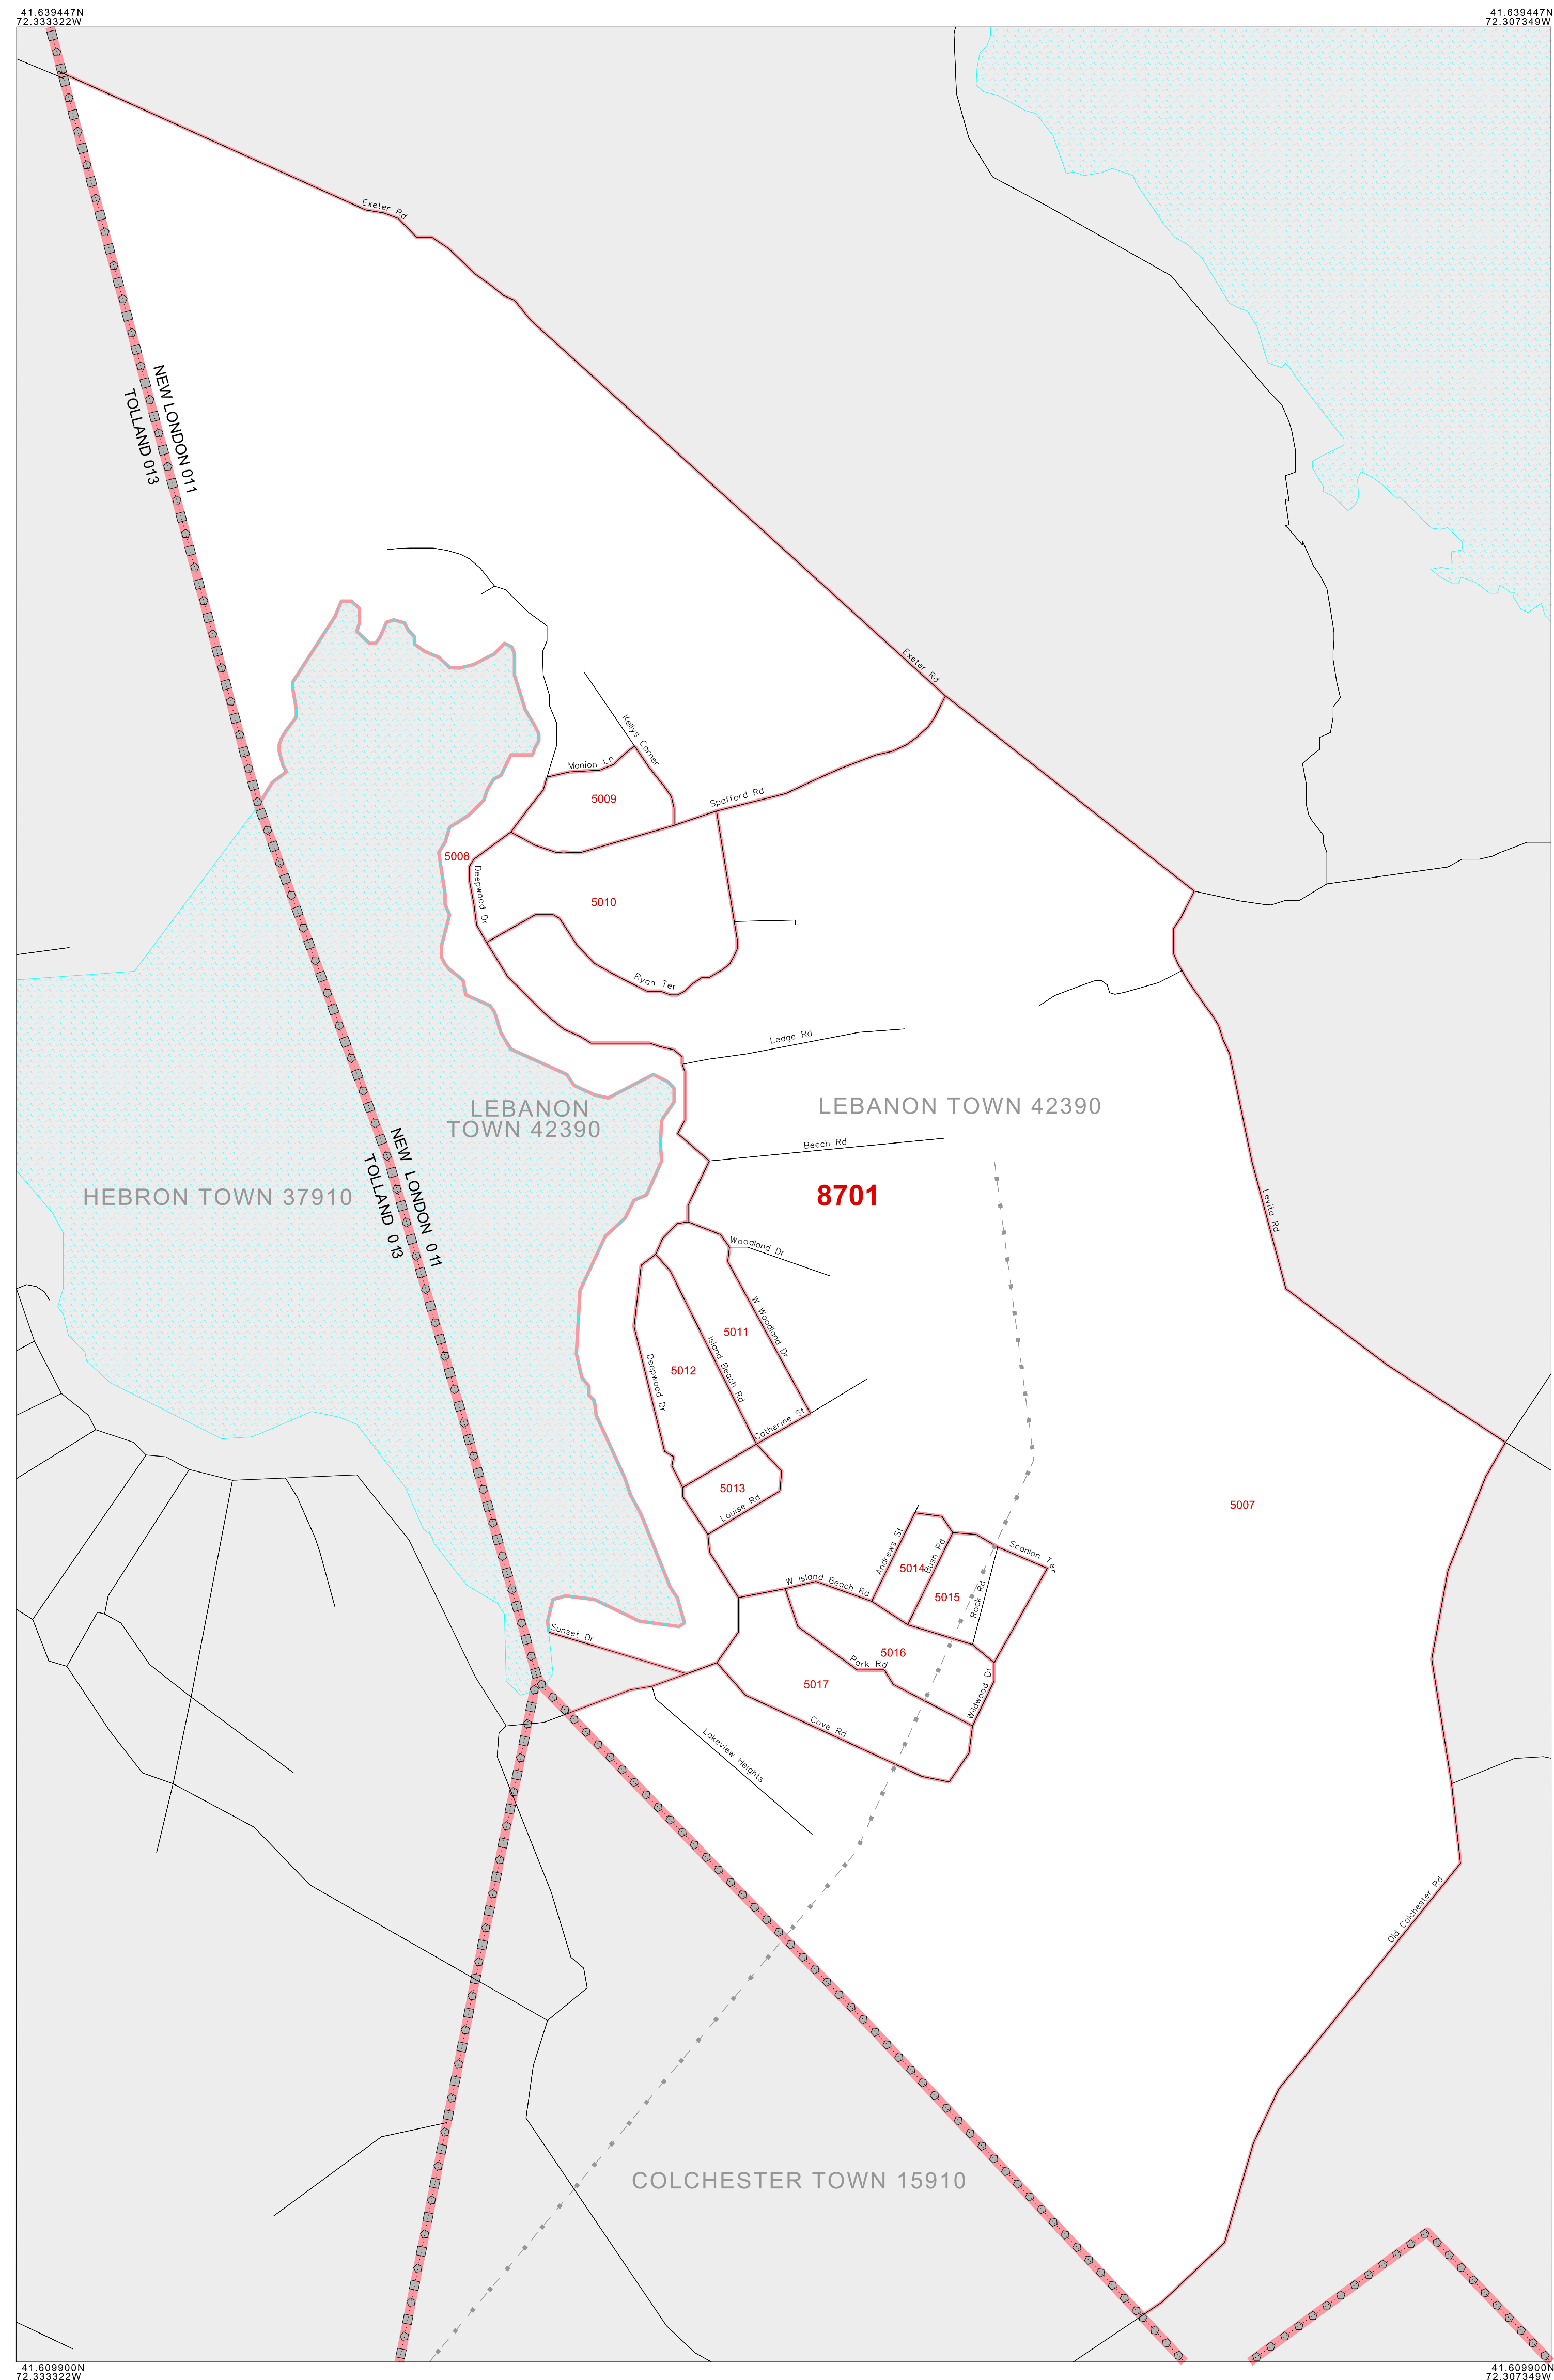 41.639447N
72.333322W
41.639447N
72.307349W
Exeter Rd
NEW LONDON 011
TOLLAND 013
Exeter Rd
Kellys Corner
Manion Ln
5009
Spafford Rd
5008
Deepwood Dr
5010
Ryan Ter
Ledge Rd
LEBANON
TOWN 42390
LEBANON TOWN 42390
NEW LONDON 011
TOLLAND 013
Beech Rd
HEBRON TOWN 37910
8701
Levita Rd
Woodland Dr
W Woodland Dr
5011
Island Beach Rd
5012
Deepwood Dr
Catherine St
5013
Louise Rd
5007
Andrews St
Bush Rd
5014
Scanlon Ter
5015
Rock Rd
W Island Beach Rd
Sunset Dr
5016
Park Rd
5017
Wildwood Dr
Cove Rd
Lakeview Heights
Old Colchester Rd
COLCHESTER TOWN 15910
41.609900N
72.333322W
41.609900N
72.307349W